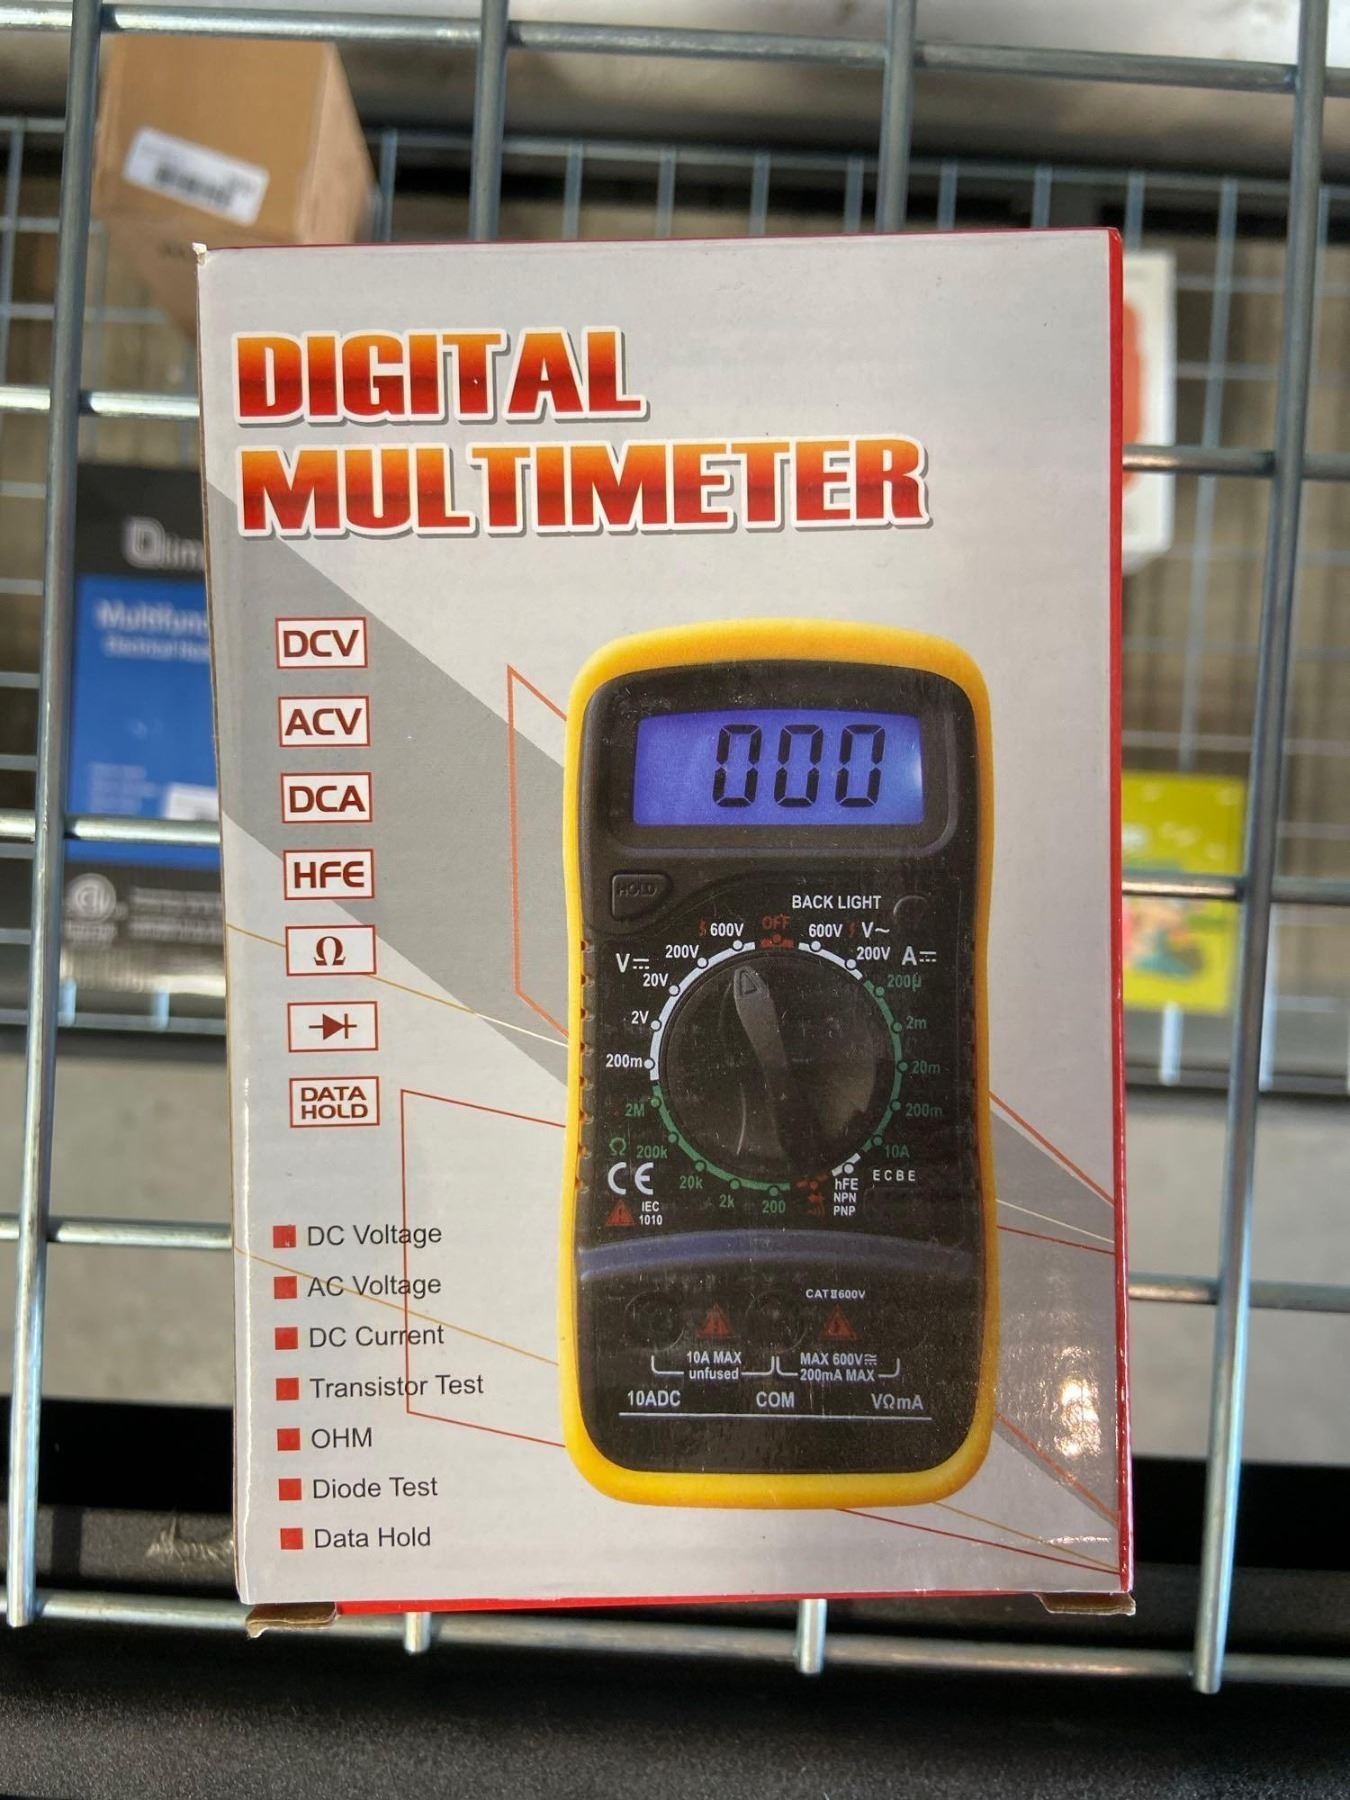 DIGITAL
MULTIMETER
DCV
ACV
DCA
HFE
Ω
DATA
HOLD
DC Voltage
AC Voltage
DC Current
Transistor Test
OHM
Diode Test
Data Hold
000
HOLD
BACK LIGHT
600V OFF 600V V~
V⎓ 200V 200V A⎓
20V 200µ
2V 2m
200m 20m
2M 200m
Ω 200k 10A
20k 2k 200
hFE ECBE
NPN
PNP
CE
IEC
1010
CAT II 600V
10A MAX
unfused
MAX 600V
200mA MAX
10ADC COM VΩmA